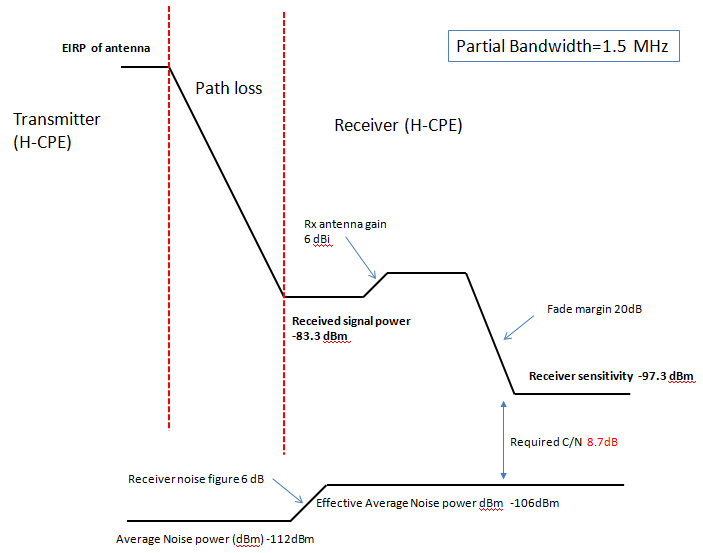 EIRP of antenna
Partial Bandwidth=1.5 MHz
Path loss
Transmitter
(H-CPE)
Receiver (H-CPE)
Rx antenna gain
6 dBi
Received signal power
-83.3 dBm
Fade margin 20dB
Receiver sensitivity -97.3 dBm
Required C/N 8.7dB
Receiver noise figure 6 dB
Effective Average Noise power dBm -106dBm
Average Noise power (dBm) -112dBm